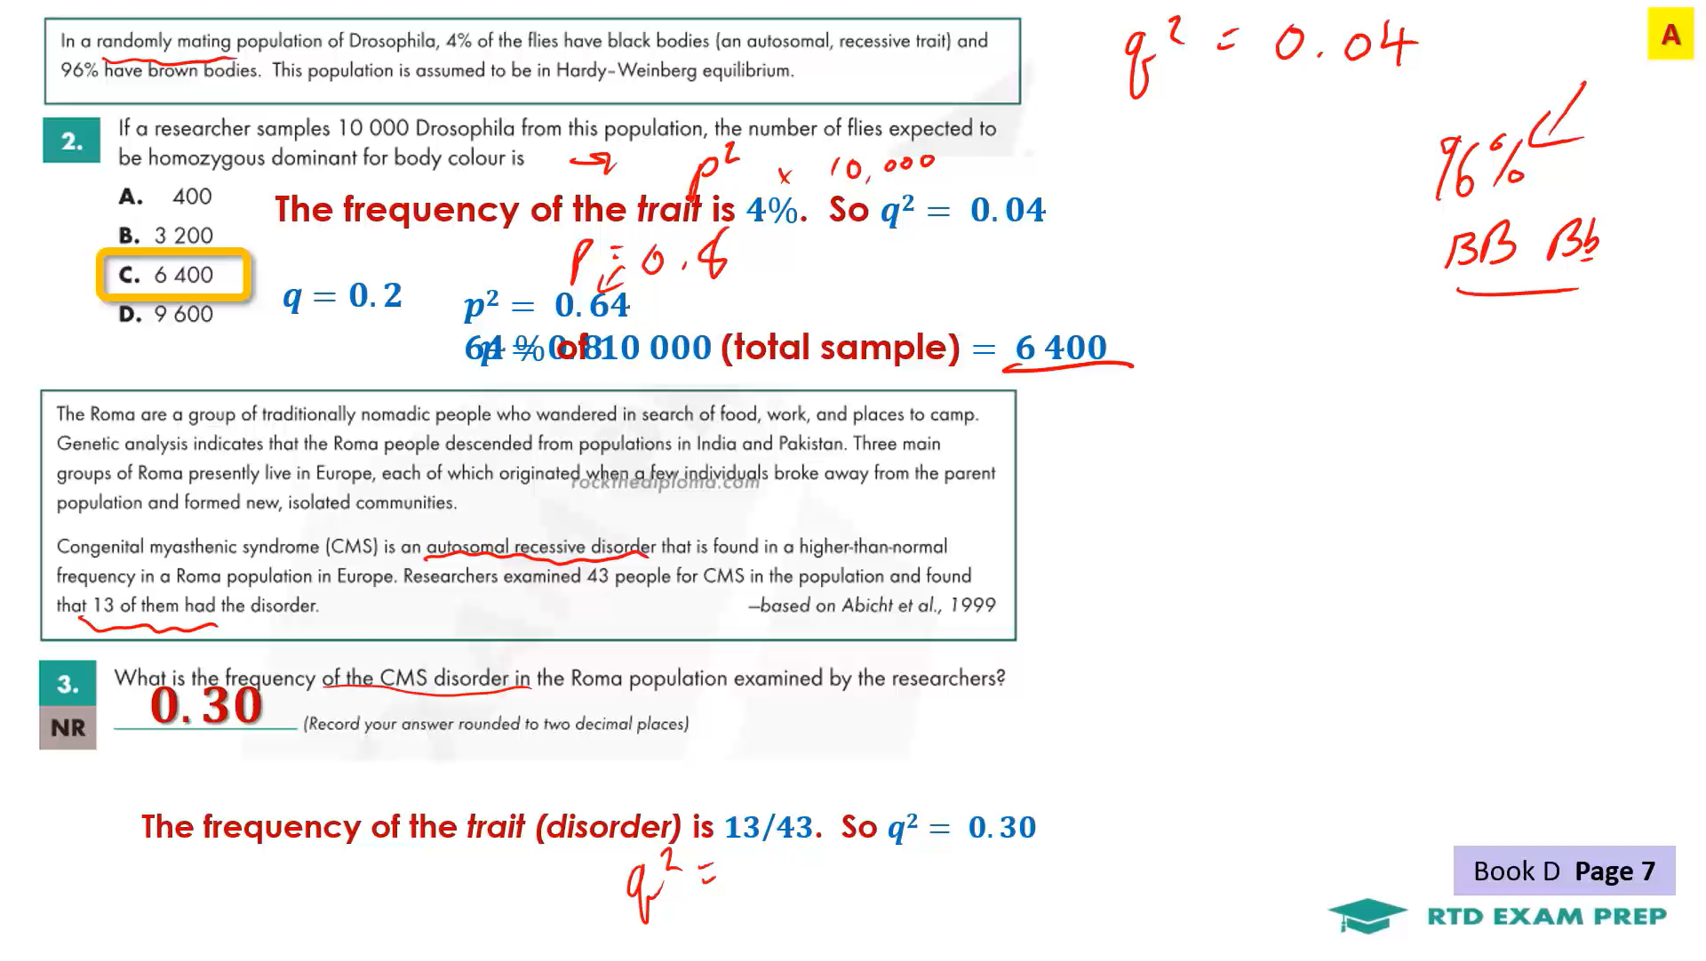 In a randomly mating population of Drosophila, 4% of the flies have black bodies (an autosomal, recessive trait) and
96% have brown bodies. This population is assumed to be in Hardy–Weinberg equilibrium.
q² = 0.04
A
96%
BB Bb
2. If a researcher samples 10 000 Drosophila from this population, the number of flies expected to
be homozygous dominant for body colour is
p² × 10,000
A. 400
The frequency of the trait is 4%. So q² = 0.04
B. 3 200
p = 0.8
C. 6 400
q = 0.2
p² = 0.64
D. 9 600
64% of 10 000 (total sample) = 6 400
The Roma are a group of traditionally nomadic people who wandered in search of food, work, and places to camp.
Genetic analysis indicates that the Roma people descended from populations in India and Pakistan. Three main
groups of Roma presently live in Europe, each of which originated when a few individuals broke away from the parent
rockthediploma.com
population and formed new, isolated communities.
Congenital myasthenic syndrome (CMS) is an autosomal recessive disorder that is found in a higher-than-normal
frequency in a Roma population in Europe. Researchers examined 43 people for CMS in the population and found
that 13 of them had the disorder.
—based on Abicht et al., 1999
3. What is the frequency of the CMS disorder in the Roma population examined by the researchers?
NR
0.30
(Record your answer rounded to two decimal places)
The frequency of the trait (disorder) is 13/43. So q² = 0.30
q² =
Book D Page 7
RTD EXAM PREP